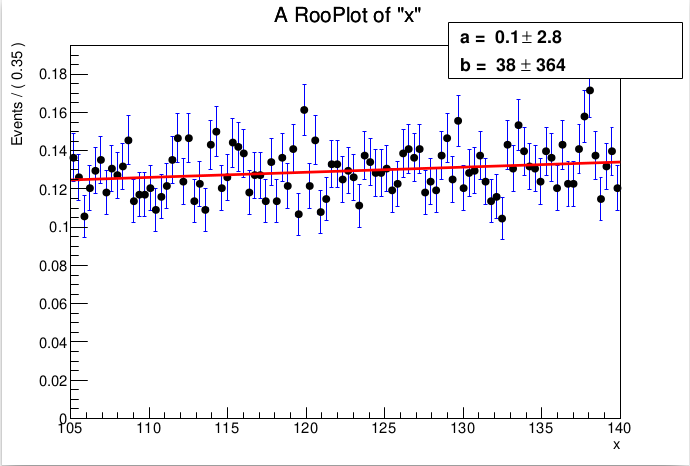 A RooPlot of "x"
a = 0.1 ± 2.8
b = 38 ± 364
Events / ( 0.35 )
0.18
0.16
0.14
0.12
0.1
0.08
0.06
0.04
0.02
0
105 110 115 120 125 130 135 140
x